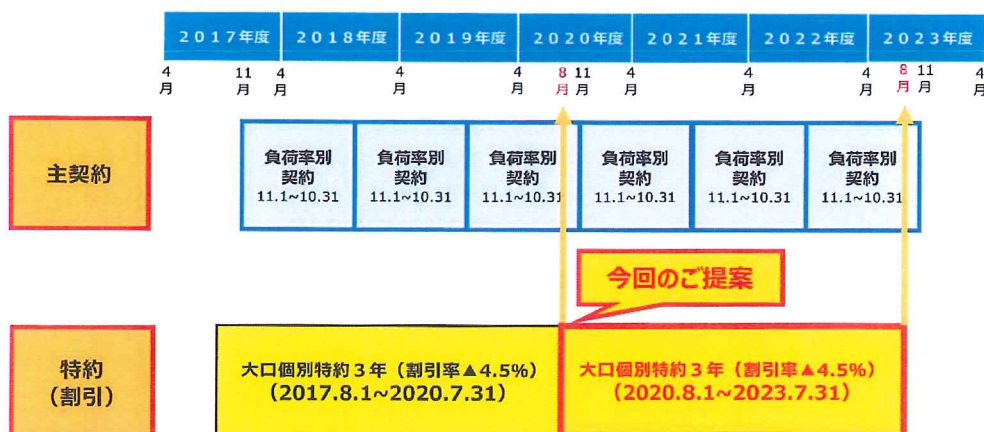 2017年度 2018年度 2019年度 2020年度 2021年度 2022年度 2023年度
4月 11月 4月 4月 4月 8月 11月 4月 4月 4月 8月 11月 4月
主契約
負荷率別
契約
11.1~10.31
負荷率別
契約
11.1~10.31
負荷率別
契約
11.1~10.31
負荷率別
契約
11.1~10.31
負荷率別
契約
11.1~10.31
負荷率別
契約
11.1~10.31
今回のご提案
特約
(割引)
大口個別特約3年(割引率▲4.5%)
(2017.8.1~2020.7.31)
大口個別特約3年(割引率▲4.5%)
(2020.8.1~2023.7.31)